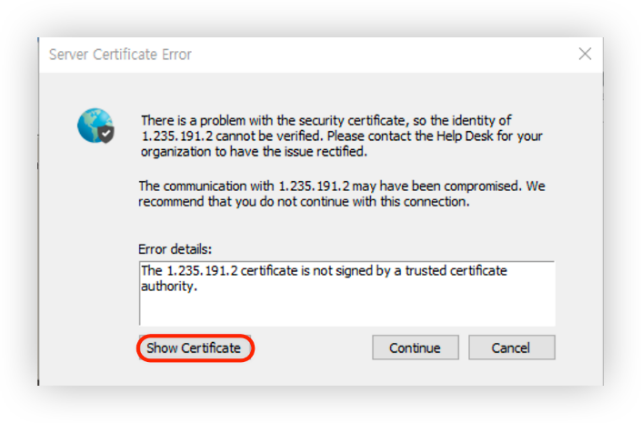 Server Certificate Error
There is a problem with the security certificate, so the identity of
1.235.191.2 cannot be verified. Please contact the Help Desk for your
organization to have the issue rectified.
The communication with 1.235.191.2 may have been compromised. We
recommend that you do not continue with this connection.
Error details:
The 1.235.191.2 certificate is not signed by a trusted certificate
authority.
Show Certificate
Continue
Cancel